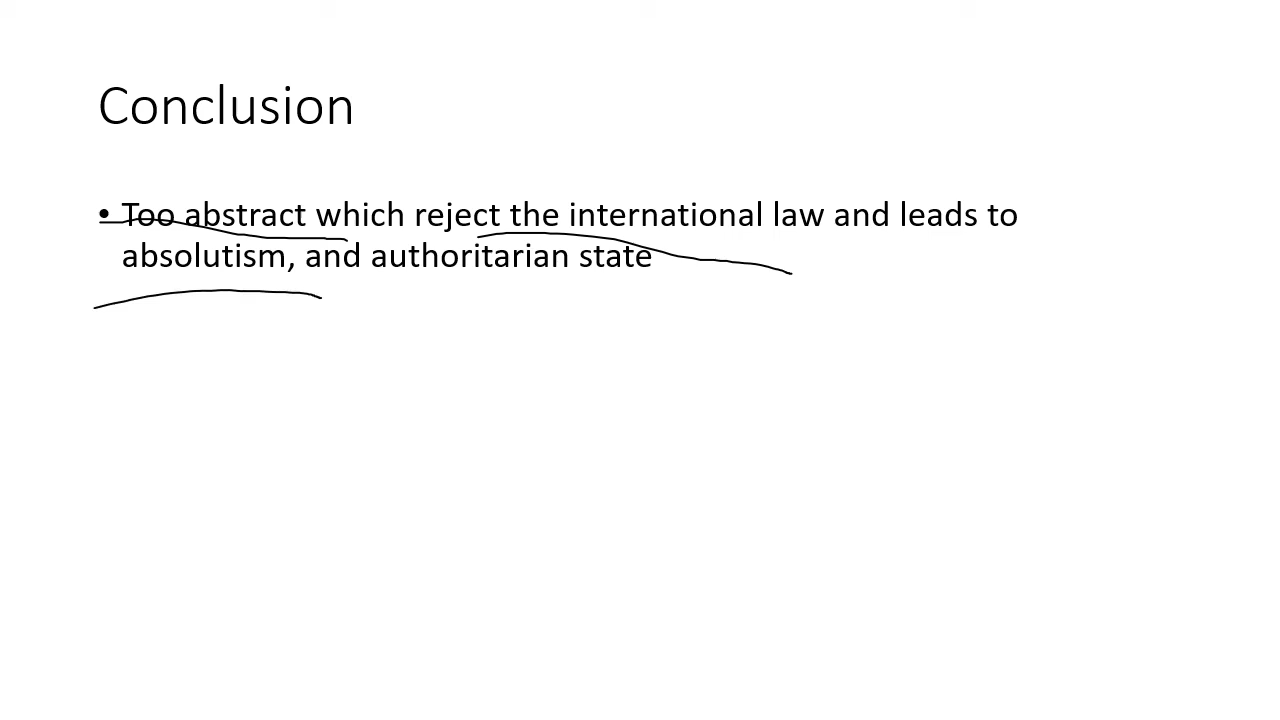 Conclusion
• Too abstract which reject the international law and leads to
absolutism, and authoritarian state